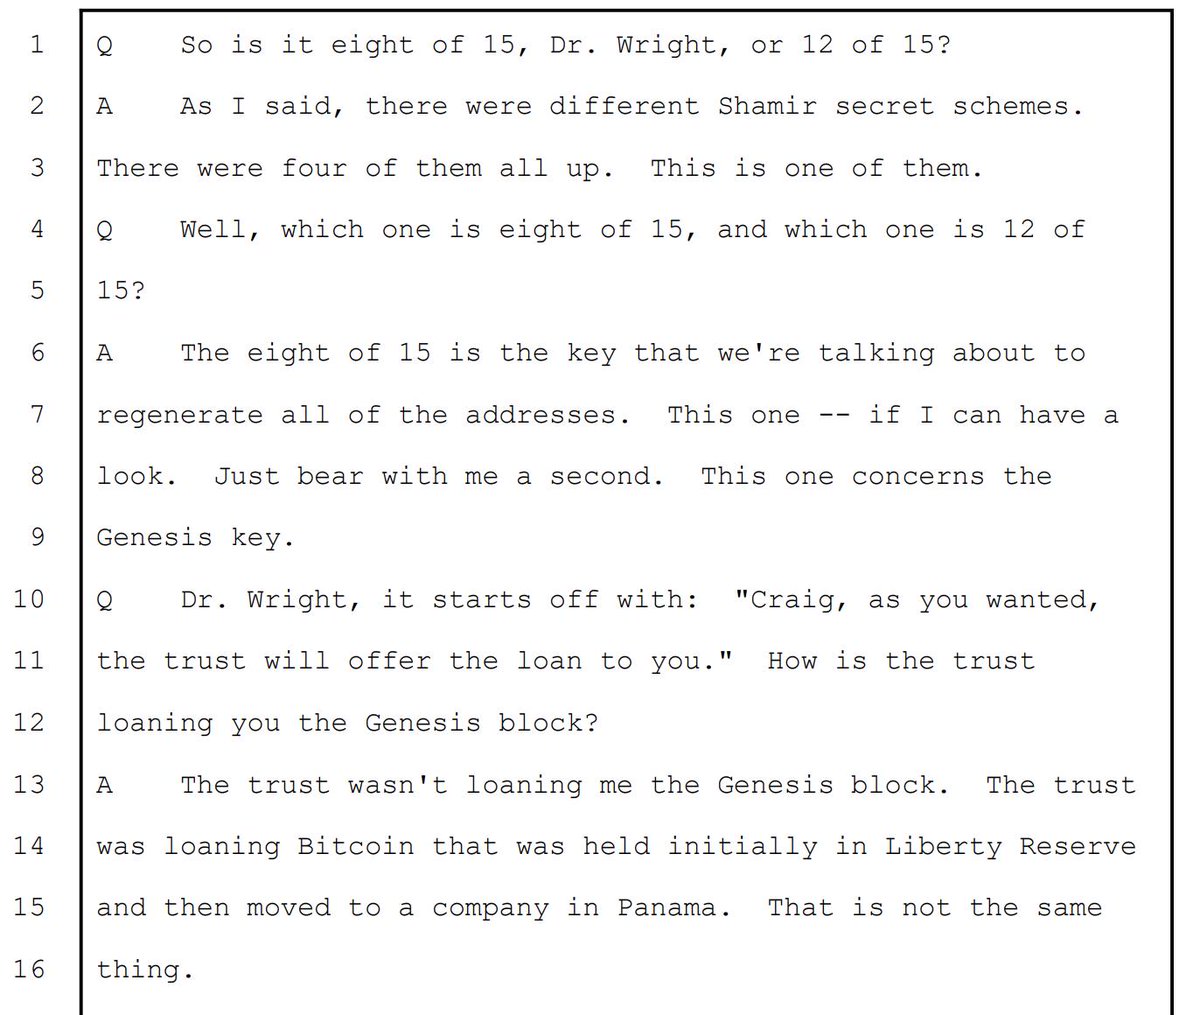 1 Q So is it eight of 15, Dr. Wright, or 12 of 15?
2 A As I said, there were different Shamir secret schemes.
3 There were four of them all up. This is one of them.
4 Q Well, which one is eight of 15, and which one is 12 of
5 15?
6 A The eight of 15 is the key that we're talking about to
7 regenerate all of the addresses. This one -- if I can have a
8 look. Just bear with me a second. This one concerns the
9 Genesis key.
10 Q Dr. Wright, it starts off with: "Craig, as you wanted,
11 the trust will offer the loan to you." How is the trust
12 loaning you the Genesis block?
13 A The trust wasn't loaning me the Genesis block. The trust
14 was loaning Bitcoin that was held initially in Liberty Reserve
15 and then moved to a company in Panama. That is not the same
16 thing.